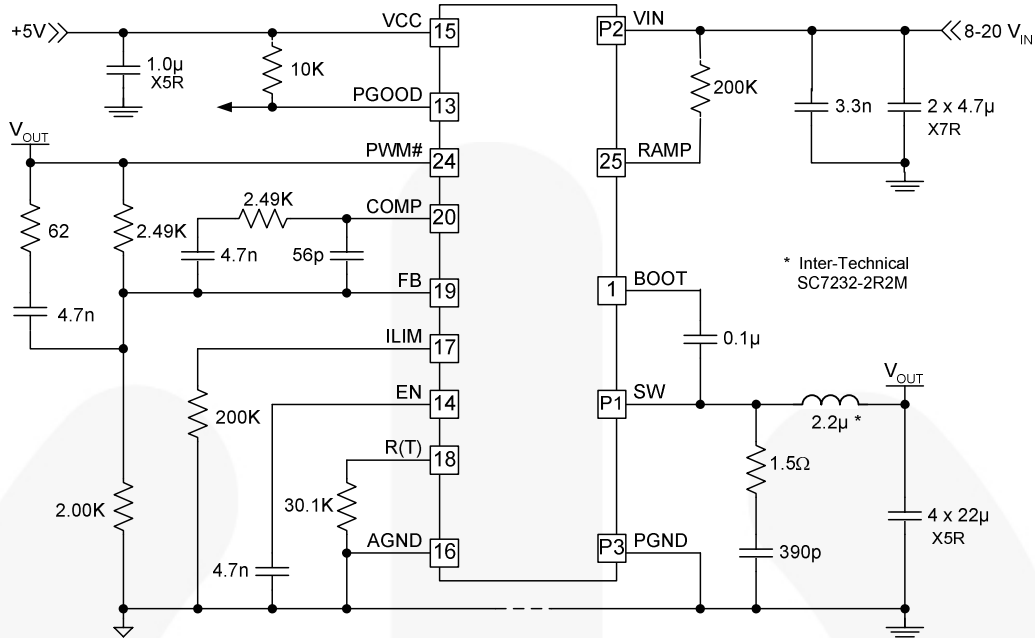 +5V
VCC
15
1.0µ
X5R
10K
PGOOD
13
V_OUT
PWM#
24
62
2.49K
2.49K
COMP
20
4.7n
56p
FB
19
4.7n
ILIM
17
200K
EN
14
R(T)
18
2.00K
30.1K
AGND
16
4.7n
P2
VIN
8-20 V_IN
200K
3.3n
2 x 4.7µ
X7R
25
RAMP
* Inter-Technical
SC7232-2R2M
1
BOOT
0.1µ
P1
SW
V_OUT
2.2µ *
1.5Ω
4 x 22µ
X5R
P3
PGND
390p